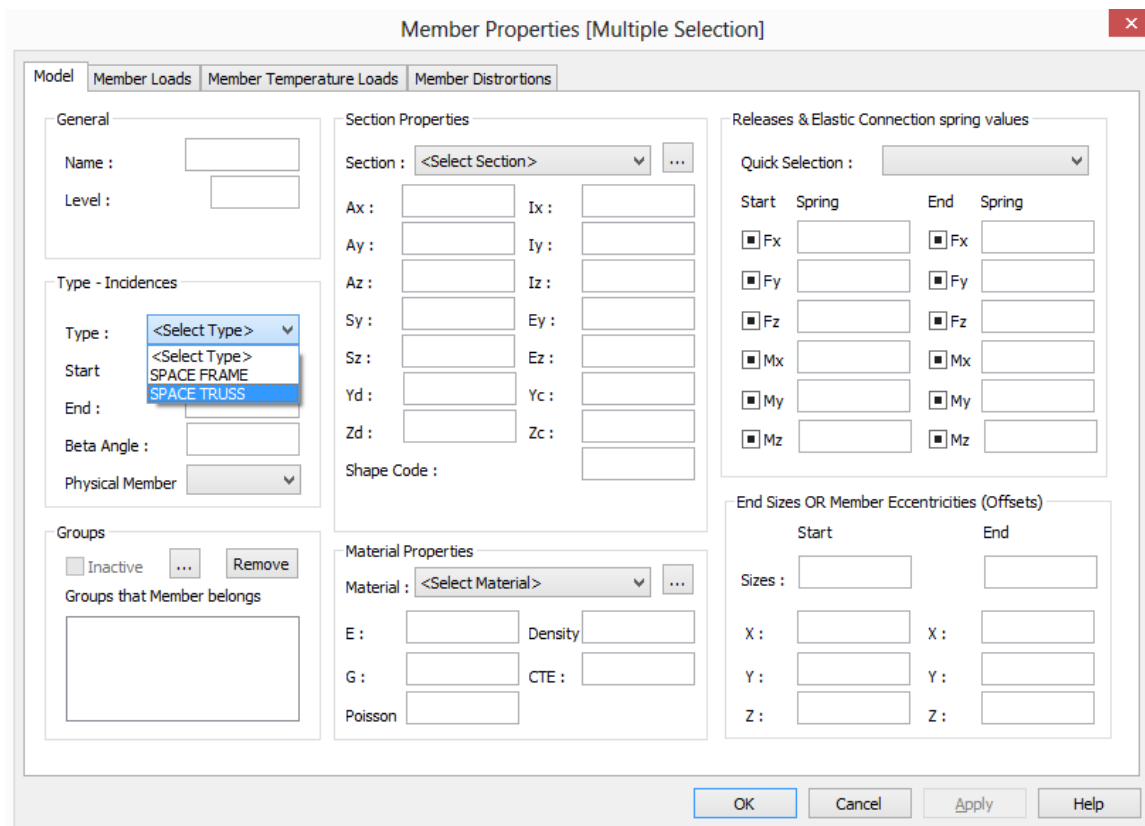 Member Properties [Multiple Selection]
Model Member Loads Member Temperature Loads Member Distrortions
General
Name :
Level :
Type - Incidences
Type : <Select Type>
<Select Type>
SPACE FRAME
SPACE TRUSS
Start
End :
Beta Angle :
Physical Member
Groups
Inactive ... Remove
Groups that Member belongs
Section Properties
Section : <Select Section> ...
Ax : Ix :
Ay : Iy :
Az : Iz :
Sy : Ey :
Sz : Ez :
Yd : Yc :
Zd : Zc :
Shape Code :
Material Properties
Material : <Select Material> ...
E : Density
G : CTE :
Poisson
Releases & Elastic Connection spring values
Quick Selection :
Start Spring End Spring
Fx Fx
Fy Fy
Fz Fz
Mx Mx
My My
Mz Mz
End Sizes OR Member Eccentricities (Offsets)
Start End
Sizes :
X : X :
Y : Y :
Z : Z :
OK Cancel Apply Help